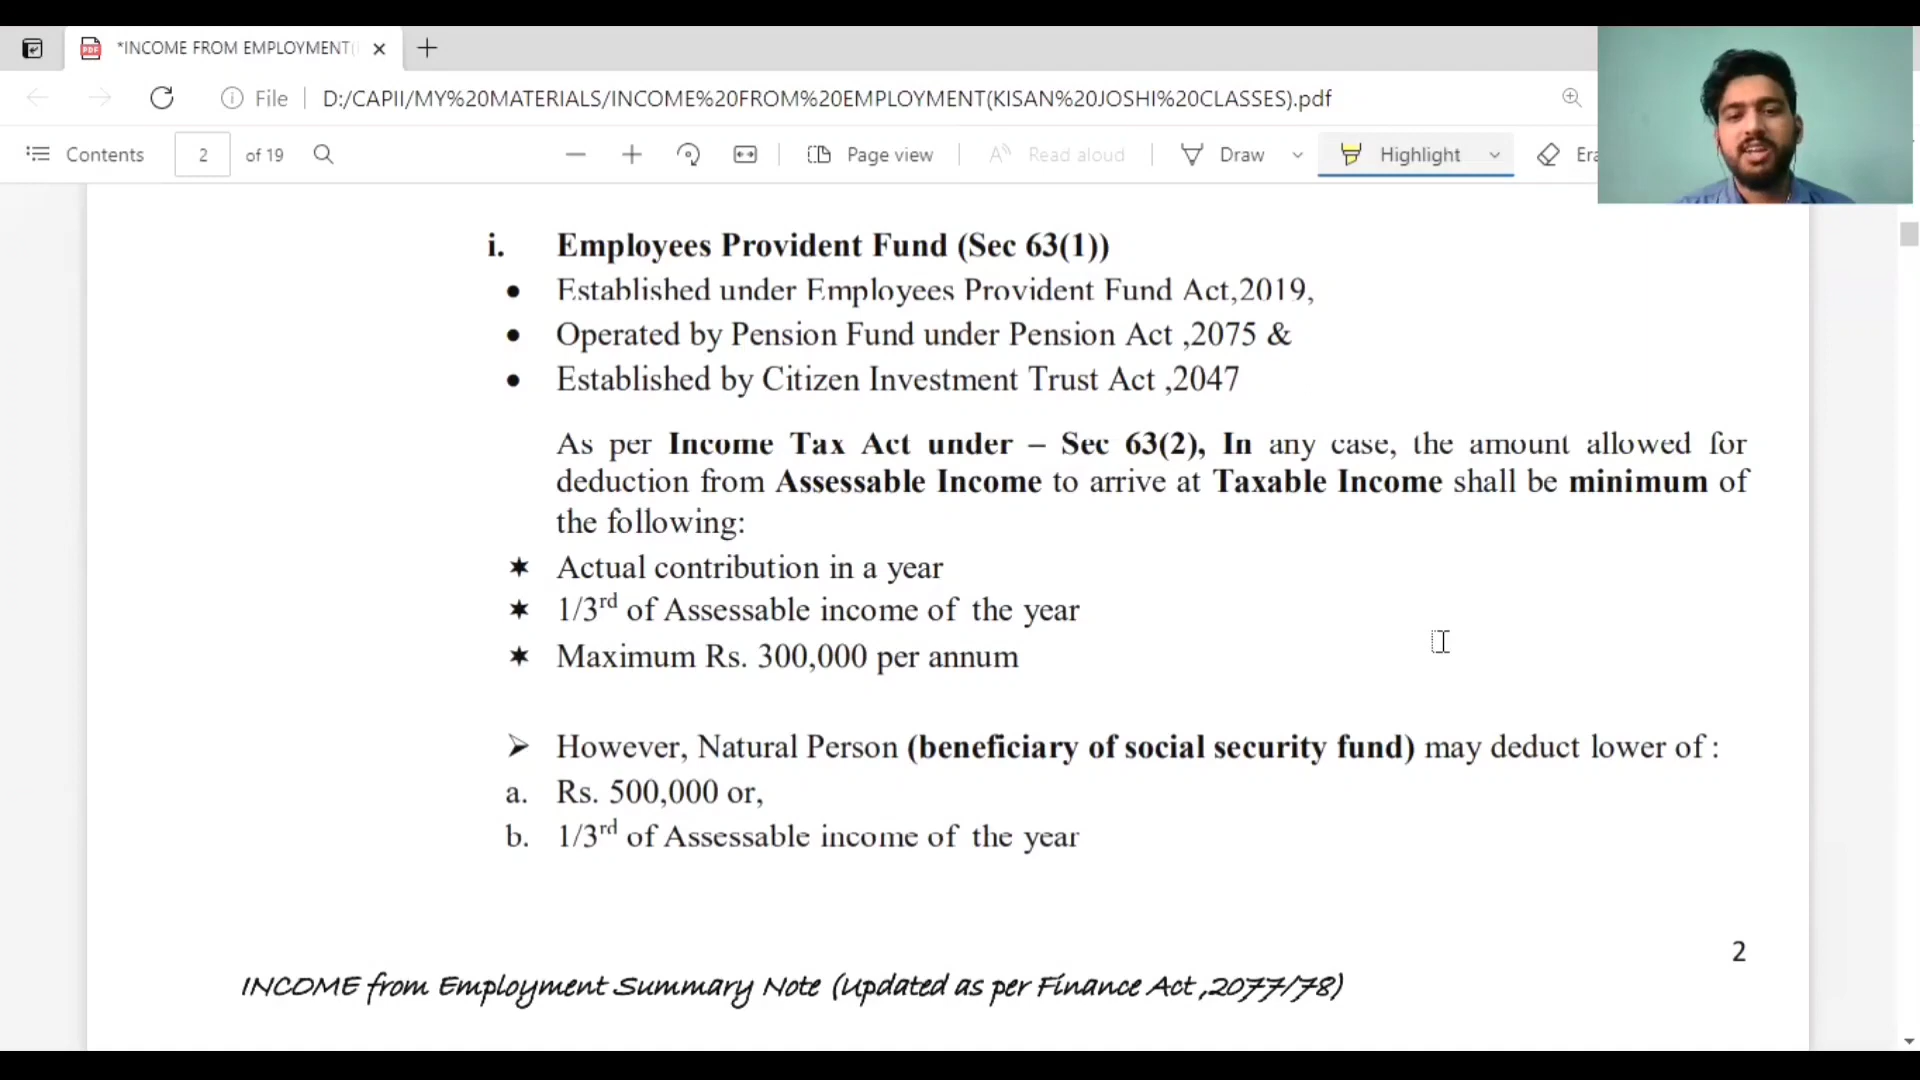 *INCOME FROM EMPLOYMENT(
File D:/CAPII/MY%20MATERIALS/INCOME%20FROM%20EMPLOYMENT(KISAN%20JOSHI%20CLASSES).pdf
Contents 2 of 19 Page view Read aloud Draw Highlight Era
i. Employees Provident Fund (Sec 63(1))
● Established under Employees Provident Fund Act,2019,
● Operated by Pension Fund under Pension Act ,2075 &
● Established by Citizen Investment Trust Act ,2047
As per Income Tax Act under – Sec 63(2), In any case, the amount allowed for
deduction from Assessable Income to arrive at Taxable Income shall be minimum of
the following:
✶ Actual contribution in a year
✶ 1/3rd of Assessable income of the year
✶ Maximum Rs. 300,000 per annum
➢ However, Natural Person (beneficiary of social security fund) may deduct lower of :
a. Rs. 500,000 or,
b. 1/3rd of Assessable income of the year
2
INCOME from Employment Summary Note (Updated as per Finance Act ,2077/78)